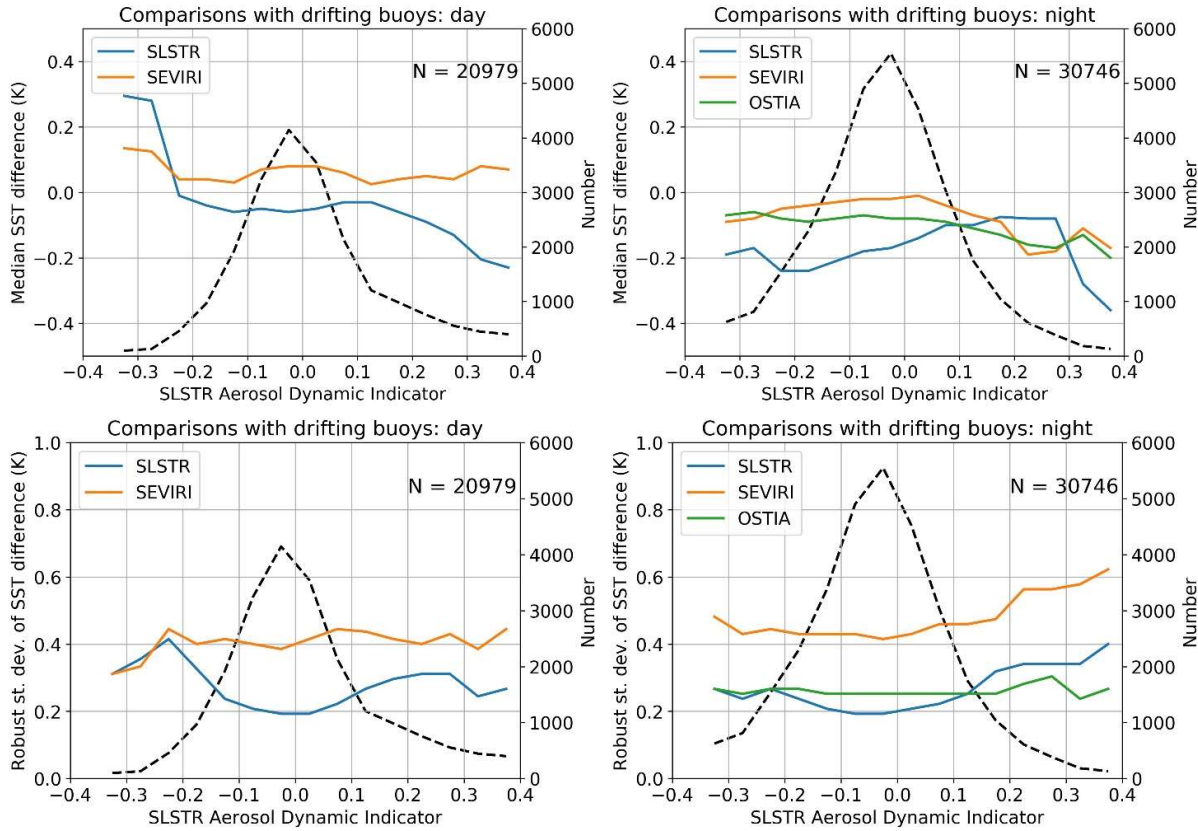 Comparisons with drifting buoys: day
SLSTR
SEVIRI
N = 20979
Median SST difference (K)
0.4
0.2
0.0
−0.2
−0.4
6000
5000
4000
3000
2000
1000
0
Number
−0.4 −0.3 −0.2 −0.1 0.0 0.1 0.2 0.3 0.4
SLSTR Aerosol Dynamic Indicator
Comparisons with drifting buoys: night
SLSTR
SEVIRI
OSTIA
N = 30746
Median SST difference (K)
0.4
0.2
0.0
−0.2
−0.4
6000
5000
4000
3000
2000
1000
0
Number
−0.4 −0.3 −0.2 −0.1 0.0 0.1 0.2 0.3 0.4
SLSTR Aerosol Dynamic Indicator
Comparisons with drifting buoys: day
SLSTR
SEVIRI
N = 20979
Robust st. dev. of SST difference (K)
1.0
0.8
0.6
0.4
0.2
0.0
6000
5000
4000
3000
2000
1000
0
Number
−0.4 −0.3 −0.2 −0.1 0.0 0.1 0.2 0.3 0.4
SLSTR Aerosol Dynamic Indicator
Comparisons with drifting buoys: night
SLSTR
SEVIRI
OSTIA
N = 30746
Robust st. dev. of SST difference (K)
1.0
0.8
0.6
0.4
0.2
0.0
6000
5000
4000
3000
2000
1000
0
Number
−0.4 −0.3 −0.2 −0.1 0.0 0.1 0.2 0.3 0.4
SLSTR Aerosol Dynamic Indicator